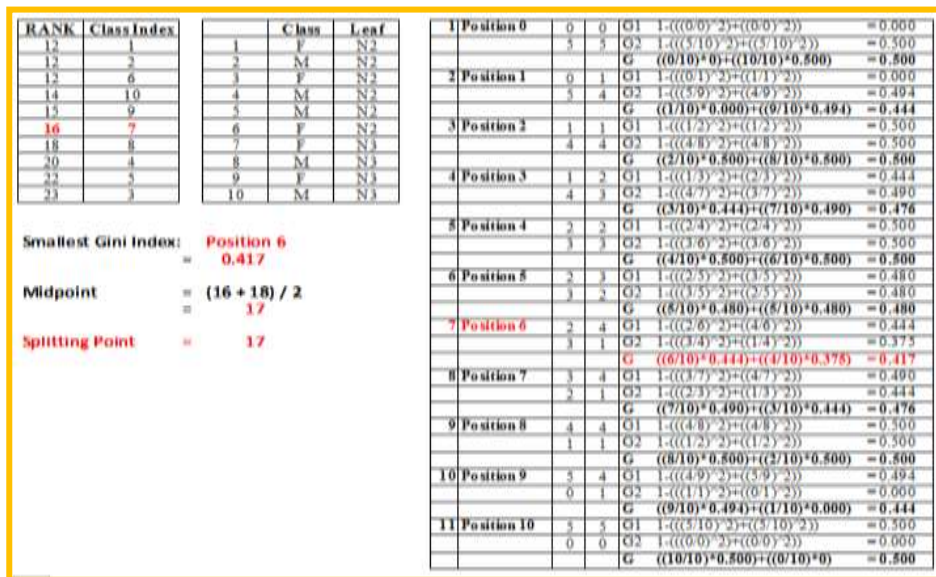 RANK Class Index
12 1
12 2
12 6
14 10
15 9
16 7
18 8
20 4
22 5
23 3
Class Leaf
1 F N2
2 M N2
3 F N2
4 M N2
5 M N2
6 F N2
7 F N3
8 M N3
9 F N3
10 M N3
Smallest Gini Index: Position 6
= 0.417
Midpoint = (16 + 18) / 2
= 17
Splitting Point = 17
1 Position 0 0 0 G1 1-(((0/0)^2)+((0/0)^2)) =0.000
5 5 G2 1-(((5/10)^2)+((5/10)^2)) =0.500
G ((0/10)*0)+((10/10)*0.500) =0.500
2 Position 1 0 1 G1 1-(((0/1)^2)+((1/1)^2)) =0.000
5 4 G2 1-(((5/9)^2)+((4/9)^2)) =0.494
G ((1/10)*0.000)+((9/10)*0.494) =0.444
3 Position 2 1 1 G1 1-(((1/2)^2)+((1/2)^2)) =0.500
4 4 G2 1-(((4/8)^2)+((4/8)^2)) =0.500
G ((2/10)*0.500)+((8/10)*0.500) =0.500
4 Position 3 1 2 G1 1-(((1/3)^2)+((2/3)^2)) =0.444
4 3 G2 1-(((4/7)^2)+((3/7)^2)) =0.490
G ((3/10)*0.444)+((7/10)*0.490) =0.476
5 Position 4 2 2 G1 1-(((2/4)^2)+((2/4)^2)) =0.500
3 3 G2 1-(((3/6)^2)+((3/6)^2)) =0.500
G ((4/10)*0.500)+((6/10)*0.500) =0.500
6 Position 5 2 3 G1 1-(((2/5)^2)+((3/5)^2)) =0.480
3 2 G2 1-(((3/5)^2)+((2/5)^2)) =0.480
G ((5/10)*0.480)+((5/10)*0.480) =0.480
7 Position 6 2 4 G1 1-(((2/6)^2)+((4/6)^2)) =0.444
3 1 G2 1-(((3/4)^2)+((1/4)^2)) =0.375
G ((6/10)*0.444)+((4/10)*0.375) =0.417
8 Position 7 3 4 G1 1-(((3/7)^2)+((4/7)^2)) =0.490
2 1 G2 1-(((2/3)^2)+((1/3)^2)) =0.444
G ((7/10)*0.490)+((3/10)*0.444) =0.476
9 Position 8 4 4 G1 1-(((4/8)^2)+((4/8)^2)) =0.500
1 1 G2 1-(((1/2)^2)+((1/2)^2)) =0.500
G ((8/10)*0.500)+((2/10)*0.500) =0.500
10 Position 9 5 4 G1 1-(((4/9)^2)+((5/9)^2)) =0.494
0 1 G2 1-(((1/1)^2)+((0/1)^2)) =0.000
G ((9/10)*0.494)+((1/10)*0.000) =0.444
11 Position 10 5 5 G1 1-(((5/10)^2)+((5/10)^2)) =0.500
0 0 G2 1-(((0/0)^2)+((0/0)^2)) =0.000
G ((10/10)*0.500)+((0/10)*0) =0.500